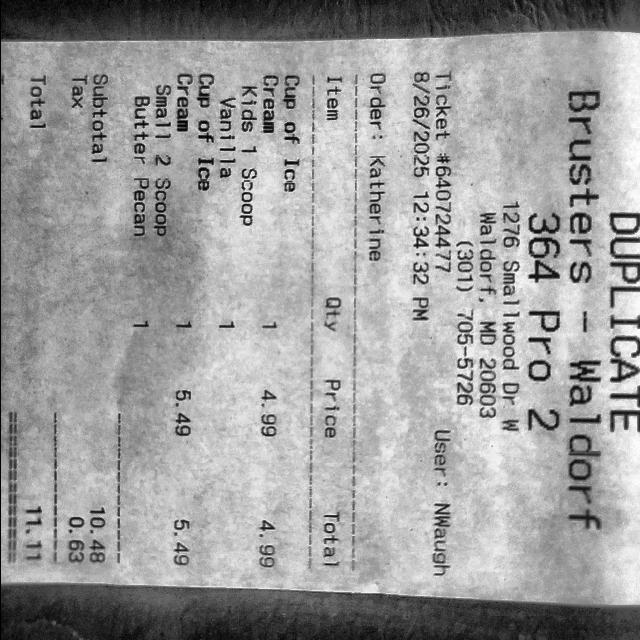 DUPLICATE
Brusters - Waldorf
364 Pro 2
1276 Smallwood Dr W
Waldorf, MD 20603
(301) 705-5726
Ticket #640724477 User: NWaugh
8/26/2025 12:34:32 PM
Order: Katherine
Item Qty Price Total
Cup of Ice
Cream 1 4.99 4.99
Kids 1 Scoop
Vanilla 1
Cup of Ice
Cream 1 5.49 5.49
Small 2 Scoop
Butter Pecan 1
Subtotal 10.48
Tax 0.63
Total 11.11